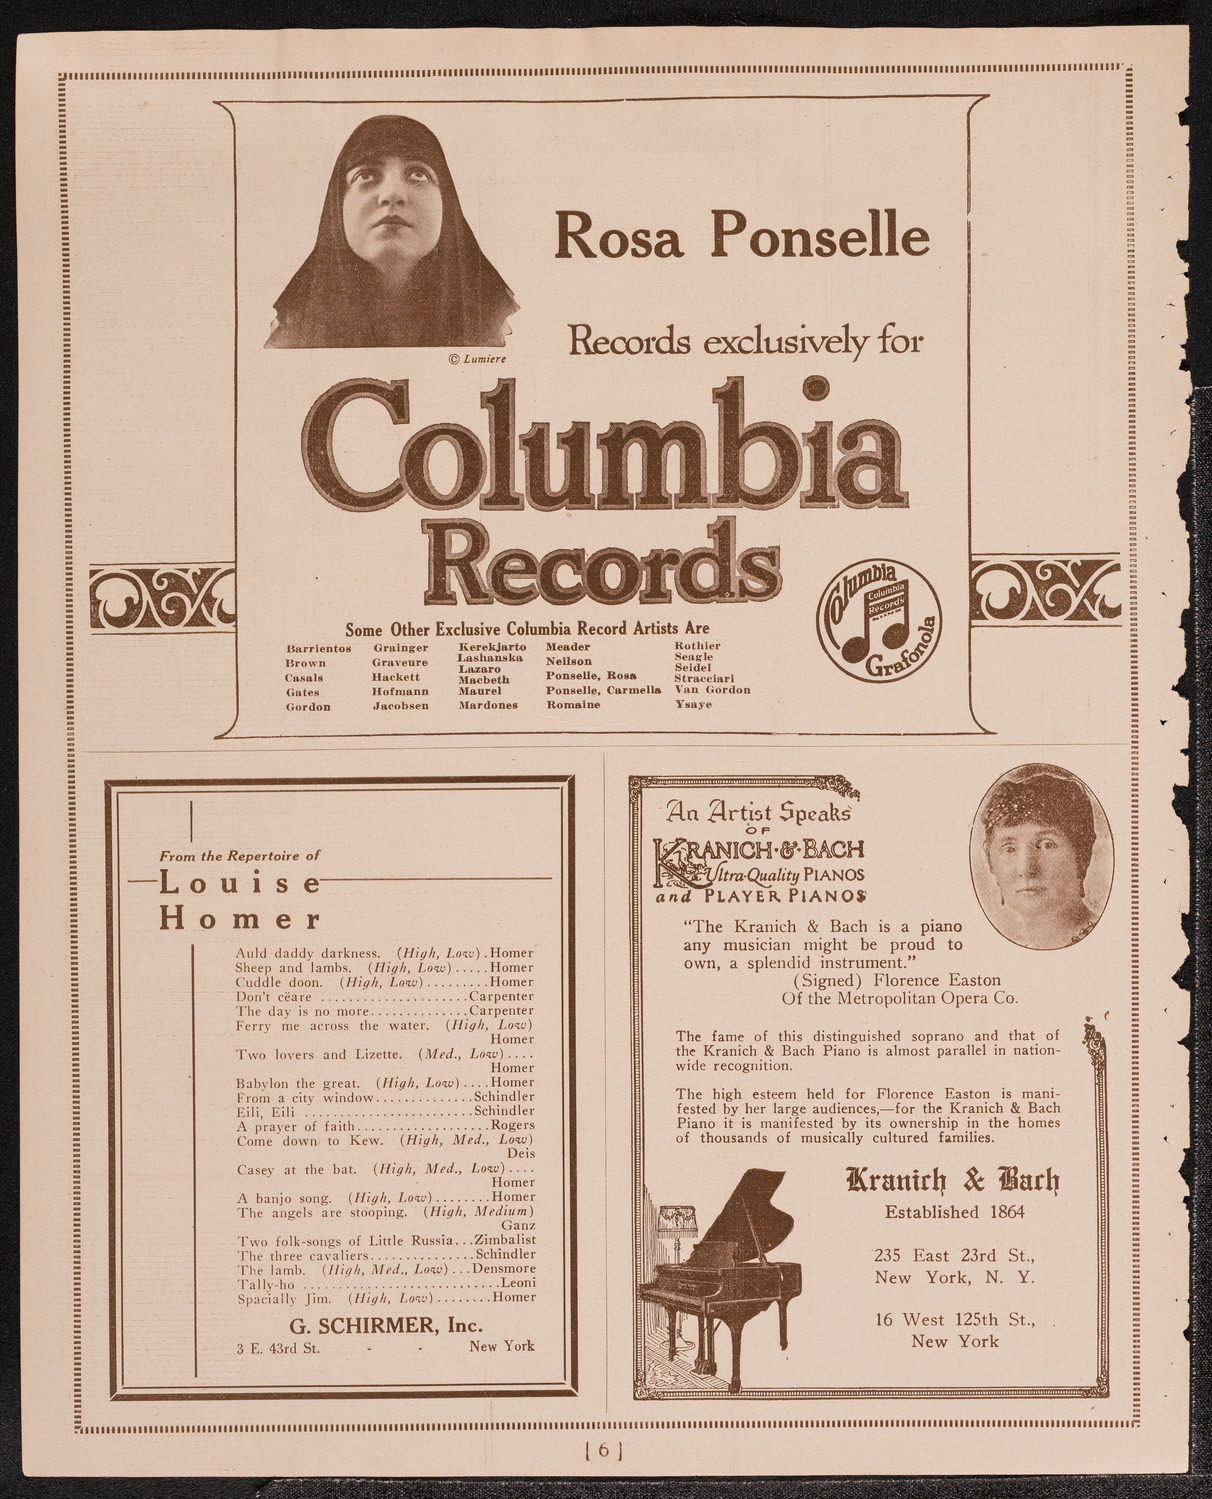 Rosa Ponselle
© Lumiere
Records exclusively for
Columbia
Records
Columbia
Columbia
Records
Grafonola
Some Other Exclusive Columbia Record Artists Are
Barrientos
Brown
Casals
Gates
Gordon
Grainger
Graveure
Hackett
Hofmann
Jacobsen
Kerekjarto
Lashanska
Lazaro
Macbeth
Maurel
Mardones
Meader
Neilson
Ponselle, Rosa
Ponselle, Carmella
Romaine
Rothier
Seagle
Seidel
Stracciari
Van Gordon
Ysaye
From the Repertoire of
Louise
Homer
Auld daddy darkness. (High, Low) .Homer
Sheep and lambs. (High, Low) .....Homer
Cuddle doon. (High, Low).........Homer
Don't cëare .....................Carpenter
The day is no more..............Carpenter
Ferry me across the water. (High, Low)
Homer
Two lovers and Lizette. (Med., Low) ....
Homer
Babylon the great. (High, Low) ....Homer
From a city window..............Schindler
Eili, Eili ........................Schindler
A prayer of faith...................Rogers
Come down to Kew. (High, Med., Low)
Deis
Casey at the bat. (High, Med., Low) ....
Homer
A banjo song. (High, Low)........Homer
The angels are stooping. (High, Medium)
Ganz
Two folk-songs of Little Russia...Zimbalist
The three cavaliers...............Schindler
The lamb. (High, Med., Low) ...Densmore
Tally-ho ............................Leoni
Spacially Jim. (High, Low)........Homer
G. SCHIRMER, Inc.
3 E. 43rd St. - - New York
An Artist Speaks
OF
KRANICH·&·BACH
Ultra-Quality PIANOS
and PLAYER PIANOS
"The Kranich & Bach is a piano
any musician might be proud to
own, a splendid instrument."
(Signed) Florence Easton
Of the Metropolitan Opera Co.
The fame of this distinguished soprano and that of
the Kranich & Bach Piano is almost parallel in nation-
wide recognition.
The high esteem held for Florence Easton is mani-
fested by her large audiences,—for the Kranich & Bach
Piano it is manifested by its ownership in the homes
of thousands of musically cultured families.
Kranich & Bach
Established 1864
235 East 23rd St.,
New York, N. Y.
16 West 125th St.,
New York
[ 6 ]